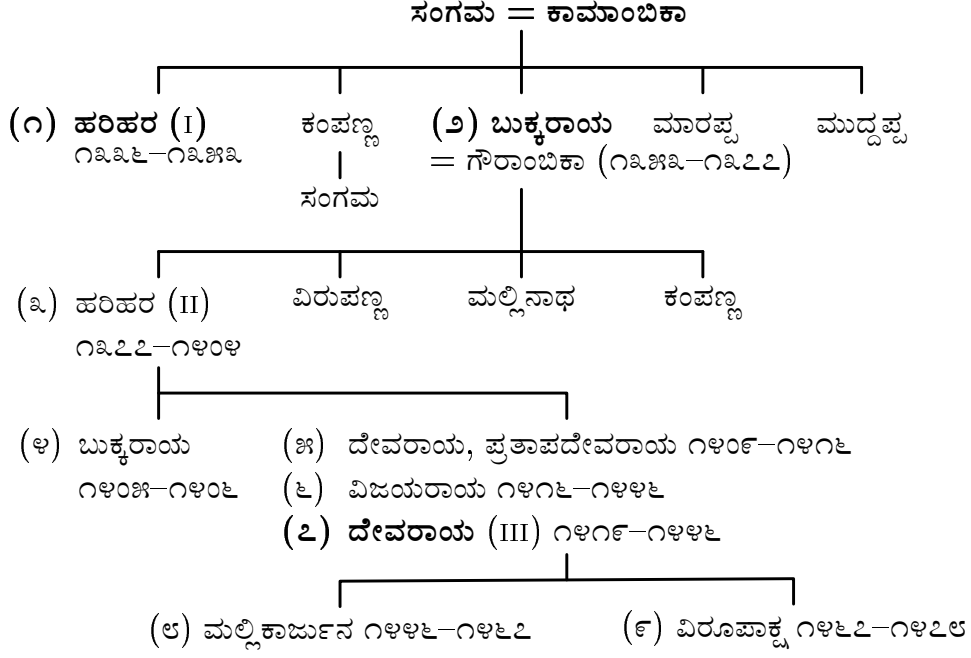 ಸಂಗಮ = ಕಾಮಾಂಬಿಕಾ
(೧) ಹರಿಹರ (I) ಕಂಪಣ್ಣ (೨) ಬುಕ್ಕರಾಯ ಮಾರಪ್ಪ ಮುದ್ದಪ್ಪ
೧೩೩೬–೧೩೫೩ = ಗೌರಾಂಬಿಕಾ (೧೩೫೩–೧೩೭೭)
ಸಂಗಮ
(೩) ಹರಿಹರ (II) ವಿರುಪಣ್ಣ ಮಲ್ಲಿನಾಥ ಕಂಪಣ್ಣ
೧೩೭೭–೧೪೦೪
(೪) ಬುಕ್ಕರಾಯ (೫) ದೇವರಾಯ, ಪ್ರತಾಪದೇವರಾಯ ೧೪೦೯–೧೪೧೬
೧೪೦೫–೧೪೦೬ (೬) ವಿಜಯರಾಯ ೧೪೧೬–೧೪೪೬
(೭) ದೇವರಾಯ (III) ೧೪೧೯–೧೪೪೬
(೮) ಮಲ್ಲಿಕಾರ್ಜುನ ೧೪೪೬–೧೪೬೭ (೯) ವಿರೂಪಾಕ್ಷ ೧೪೬೭–೧೪೭೮